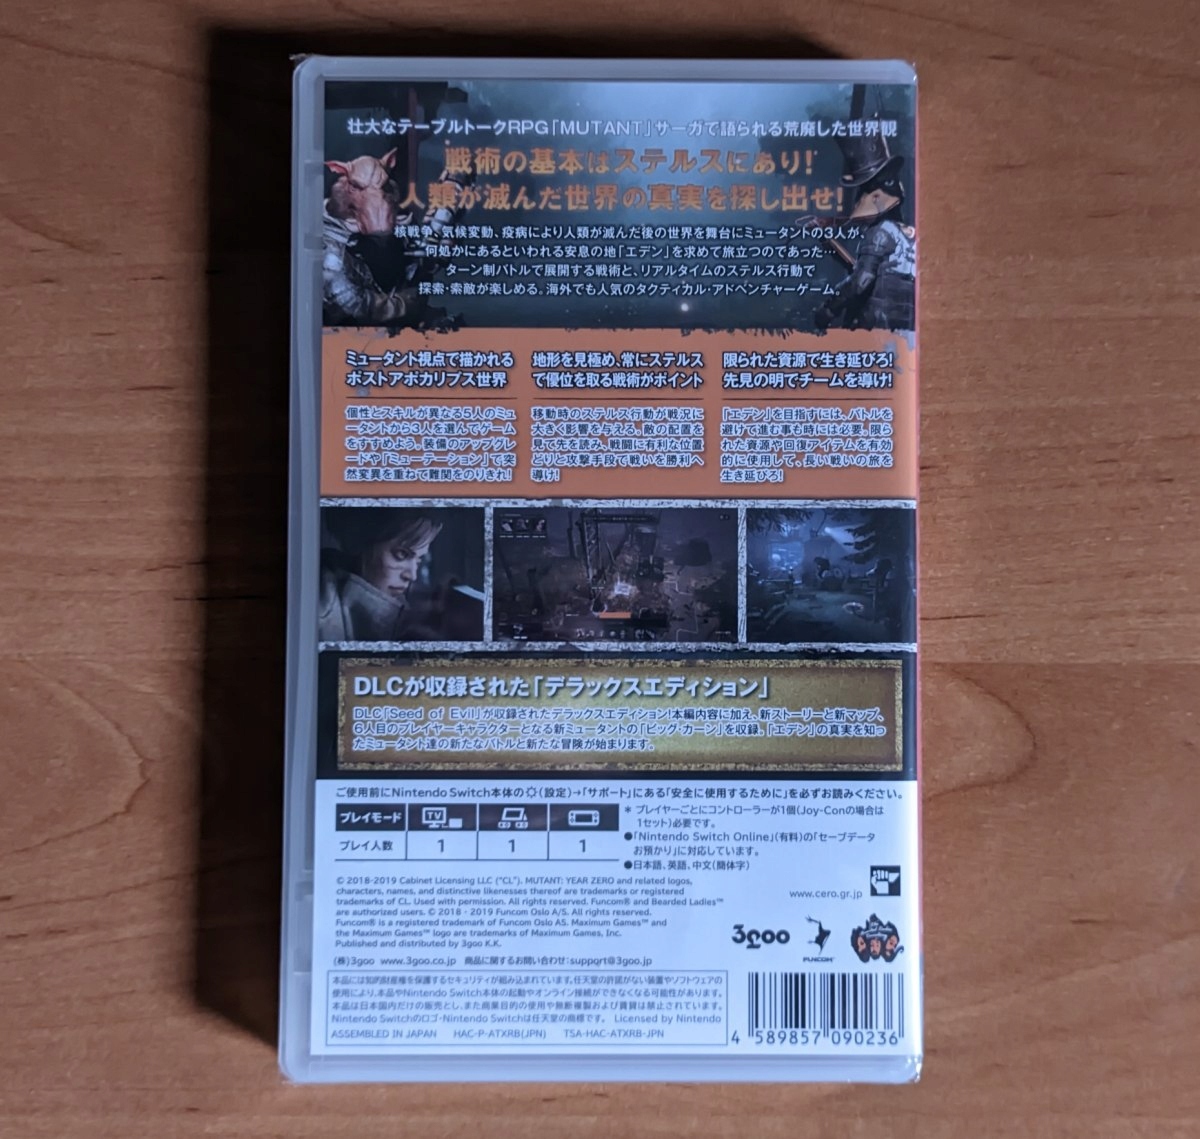 壮大なテーブルトークRPG「MUTANT」サーガで語られる荒廃した世界観
戦術の基本はステルスにあり!
人類が滅んだ世界の真実を探し出せ!
核戦争、気候変動、疫病により人類が滅んだ後の世界を舞台にミュータントの3人が、
何処かにあるといわれる安息の地「エデン」を求めて旅立つのであった…
ターン制バトルで展開する戦術と、リアルタイムのステルス行動で
探索・索敵が楽しめる。海外でも人気のタクティカル・アドベンチャーゲーム。
ミュータント視点で描かれる
ポストアポカリプス世界
個性とスキルが異なる5人のミュ
ータントから3人を選んでゲーム
をすすめよう。装備のアップグレ
ードや「ミューテーション」で突
然変異を重ねて難関をのりきれ!
地形を見極め、常にステルス
で優位を取る戦術がポイント
移動時のステルス行動が戦況に
大きく影響を与える。敵の配置を
見て先を読み、戦闘に有利な位置
どりと攻撃手段で戦いを勝利へ
導け!
限られた資源で生き延びろ!
先見の明でチームを導け!
「エデン」を目指すには、バトルを
避けて進む事も時には必要。限ら
れた資源や回復アイテムを有効
的に使用して、長い戦いの旅を
生き延びろ!
DLCが収録された「デラックスエディション」
DLC「Seed of Evil」が収録されたデラックスエディション!本編内容に加え、新ストーリーと新マップ、
6人目のプレイヤーキャラクターとなる新ミュータントの「ビッグ・カーン」を収録。「エデン」の真実を知っ
たミュータント達の新たなバトルと新たな冒険が始まります。
ご使用前にNintendo Switch本体の(設定)→「サポート」にある「安全に使用するために」を必ずお読みください。
プレイモード TV
プレイ人数 1 1 1
* プレイヤーごとにコントローラーが1個(Joy-Conの場合は
1セット)必要です。
●「Nintendo Switch Online」(有料)の「セーブデータ
お預かり」に対応しています。
●日本語、英語、中文(簡体字)
© 2018-2019 Cabinet Licensing LLC ("CL"). MUTANT: YEAR ZERO and related logos,
characters, names, and distinctive likenesses thereof are trademarks or registered
trademarks of CL. Used with permission. All rights reserved. Funcom® and Bearded Ladies™
are authorized users. © 2018 - 2019 Funcom Oslo A/S. All rights reserved.
Funcom® is a registered trademark of Funcom Oslo AS. Maximum Games™ and
the Maximum Games™ logo are trademarks of Maximum Games, Inc.
Published and distributed by 3goo K.K.
www.cero.gr.jp
3goo
FUNCOM
(株)3goo www.3goo.co.jp 商品に関するお問い合わせ:support@3goo.jp
本品には知的財産権を保護するセキュリティが組み込まれています。任天堂の許諾がない装置やソフトウェアの
使用により、本品やNintendo Switch本体の起動やオンライン接続ができなくなる可能性があります。
本品は日本国内だけの販売とし、また商業目的の使用や無断複製および賃貸は禁止されています。
Nintendo Switchのロゴ・Nintendo Switchは任天堂の商標です。 Licensed by Nintendo
ASSEMBLED IN JAPAN HAC-P-ATXRB(JPN) TSA-HAC-ATXRB-JPN
4 589857 090236